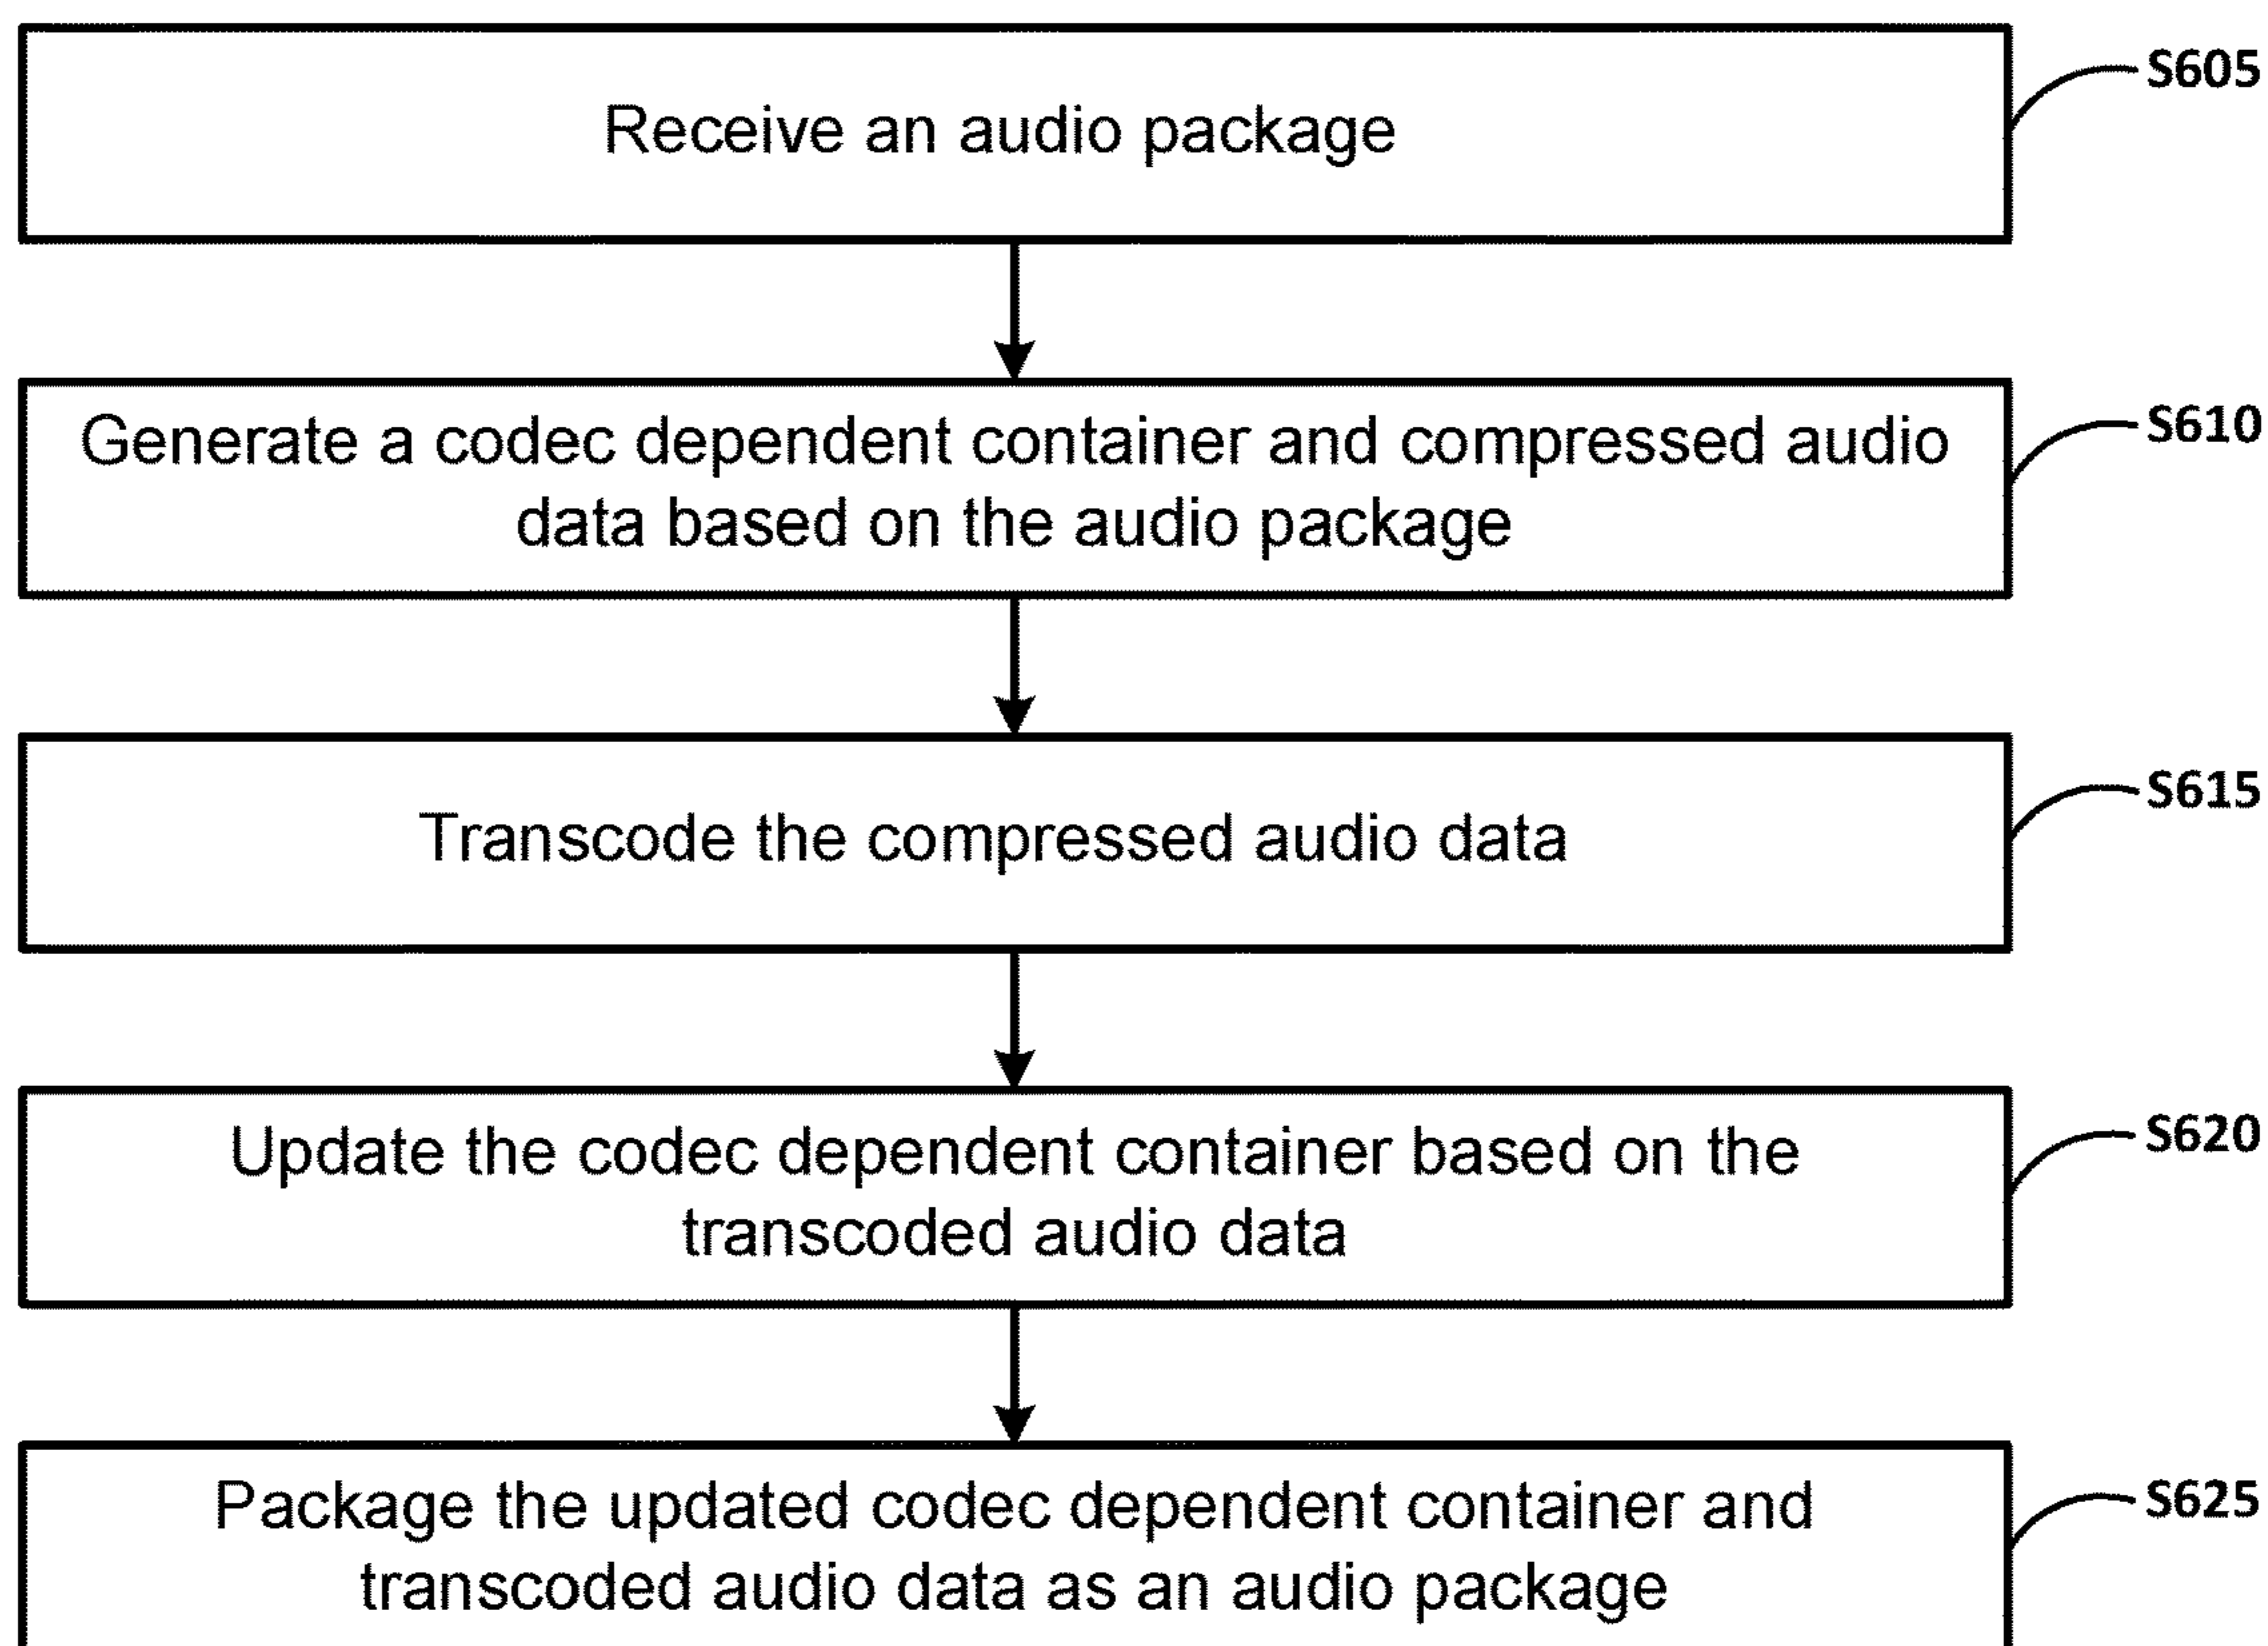 Receive an audio package
S605
Generate a codec dependent container and compressed audio
data based on the audio package
S610
Transcode the compressed audio data
S615
Update the codec dependent container based on the
transcoded audio data
S620
Package the updated codec dependent container and
transcoded audio data as an audio package
S625